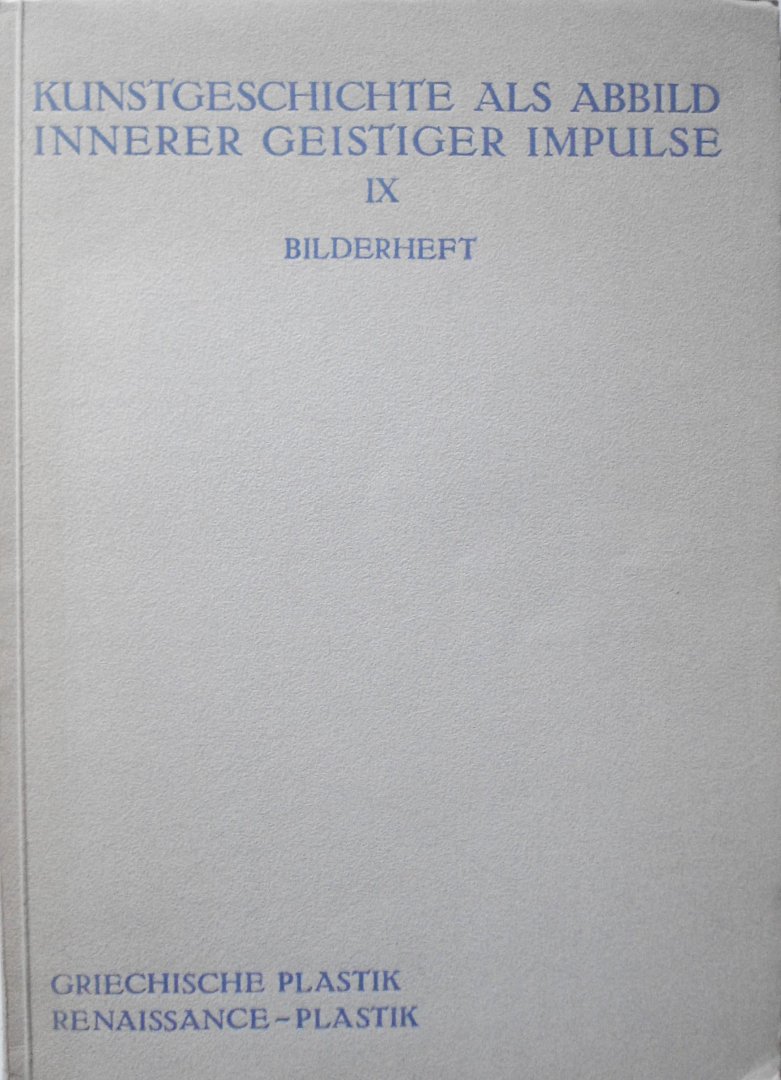 KUNSTGESCHICHTE ALS ABBILD
INNERER GEISTIGER IMPULSE
IX
BILDERHEFT
GRIECHISCHE PLASTIK
RENAISSANCE-PLASTIK